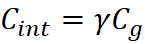 C_int = γC_g